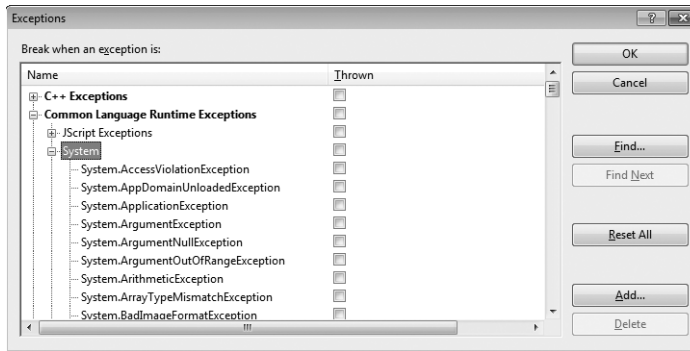 Exceptions
Break when an exception is:
Name Thrown
C++ Exceptions
Common Language Runtime Exceptions
JScript Exceptions
System
System.AccessViolationException
System.AppDomainUnloadedException
System.ApplicationException
System.ArgumentException
System.ArgumentNullException
System.ArgumentOutOfRangeException
System.ArithmeticException
System.ArrayTypeMismatchException
System.BadImageFormatException
OK
Cancel
Find...
Find Next
Reset All
Add...
Delete